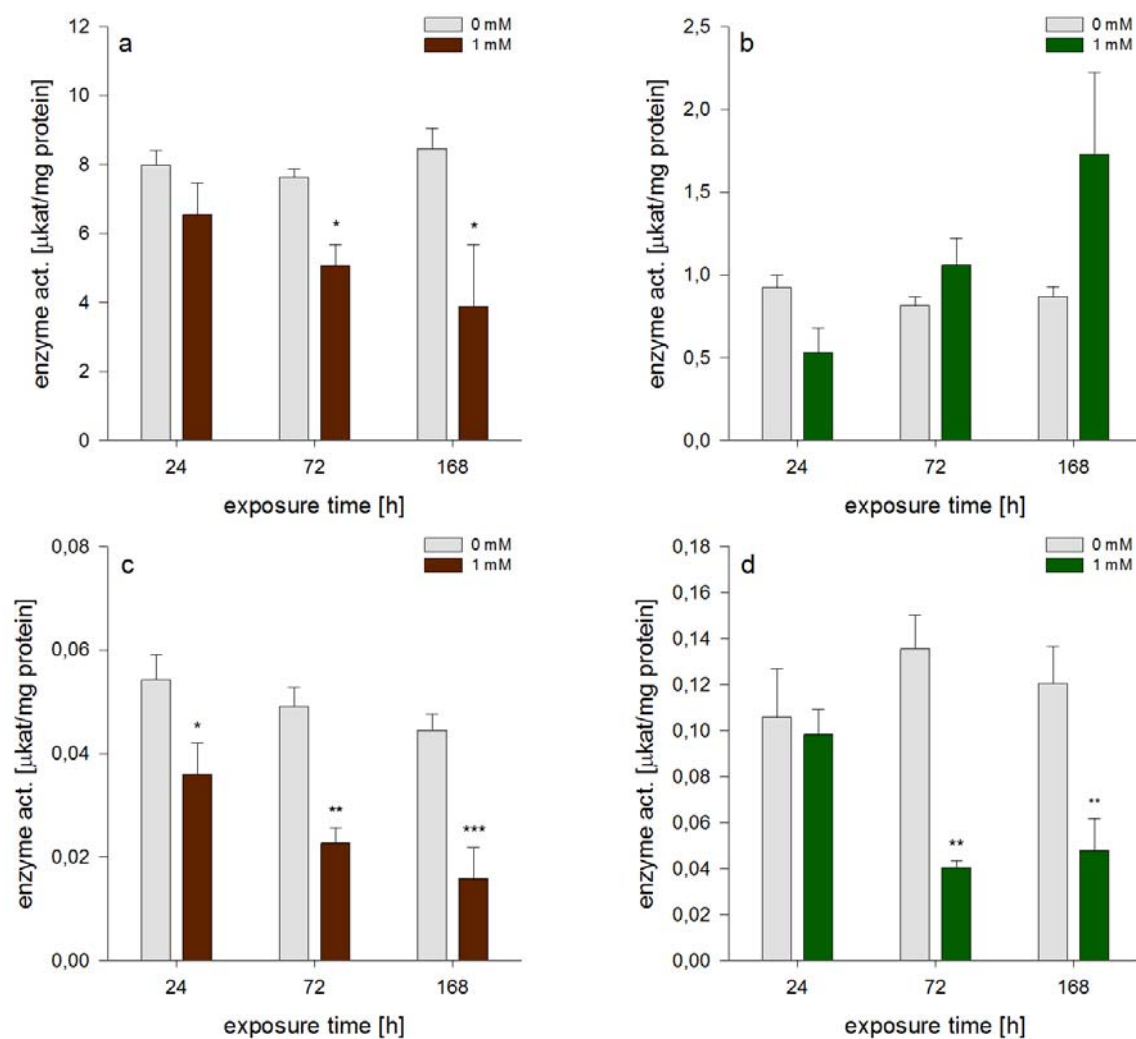 a
0 mM
1 mM
enzyme act. [µkat/mg protein]
12
10
8
6
4
2
0
*
*
24
72
168
exposure time [h]
b
0 mM
1 mM
enzyme act. [µkat/mg protein]
2,5
2,0
1,5
1,0
0,5
0,0
24
72
168
exposure time [h]
c
0 mM
1 mM
enzyme act. [µkat/mg protein]
0,08
0,06
0,04
0,02
0,00
*
**
***
24
72
168
exposure time [h]
d
0 mM
1 mM
enzyme act. [µkat/mg protein]
0,18
0,16
0,14
0,12
0,10
0,08
0,06
0,04
0,02
0,00
**
**
24
72
168
exposure time [h]